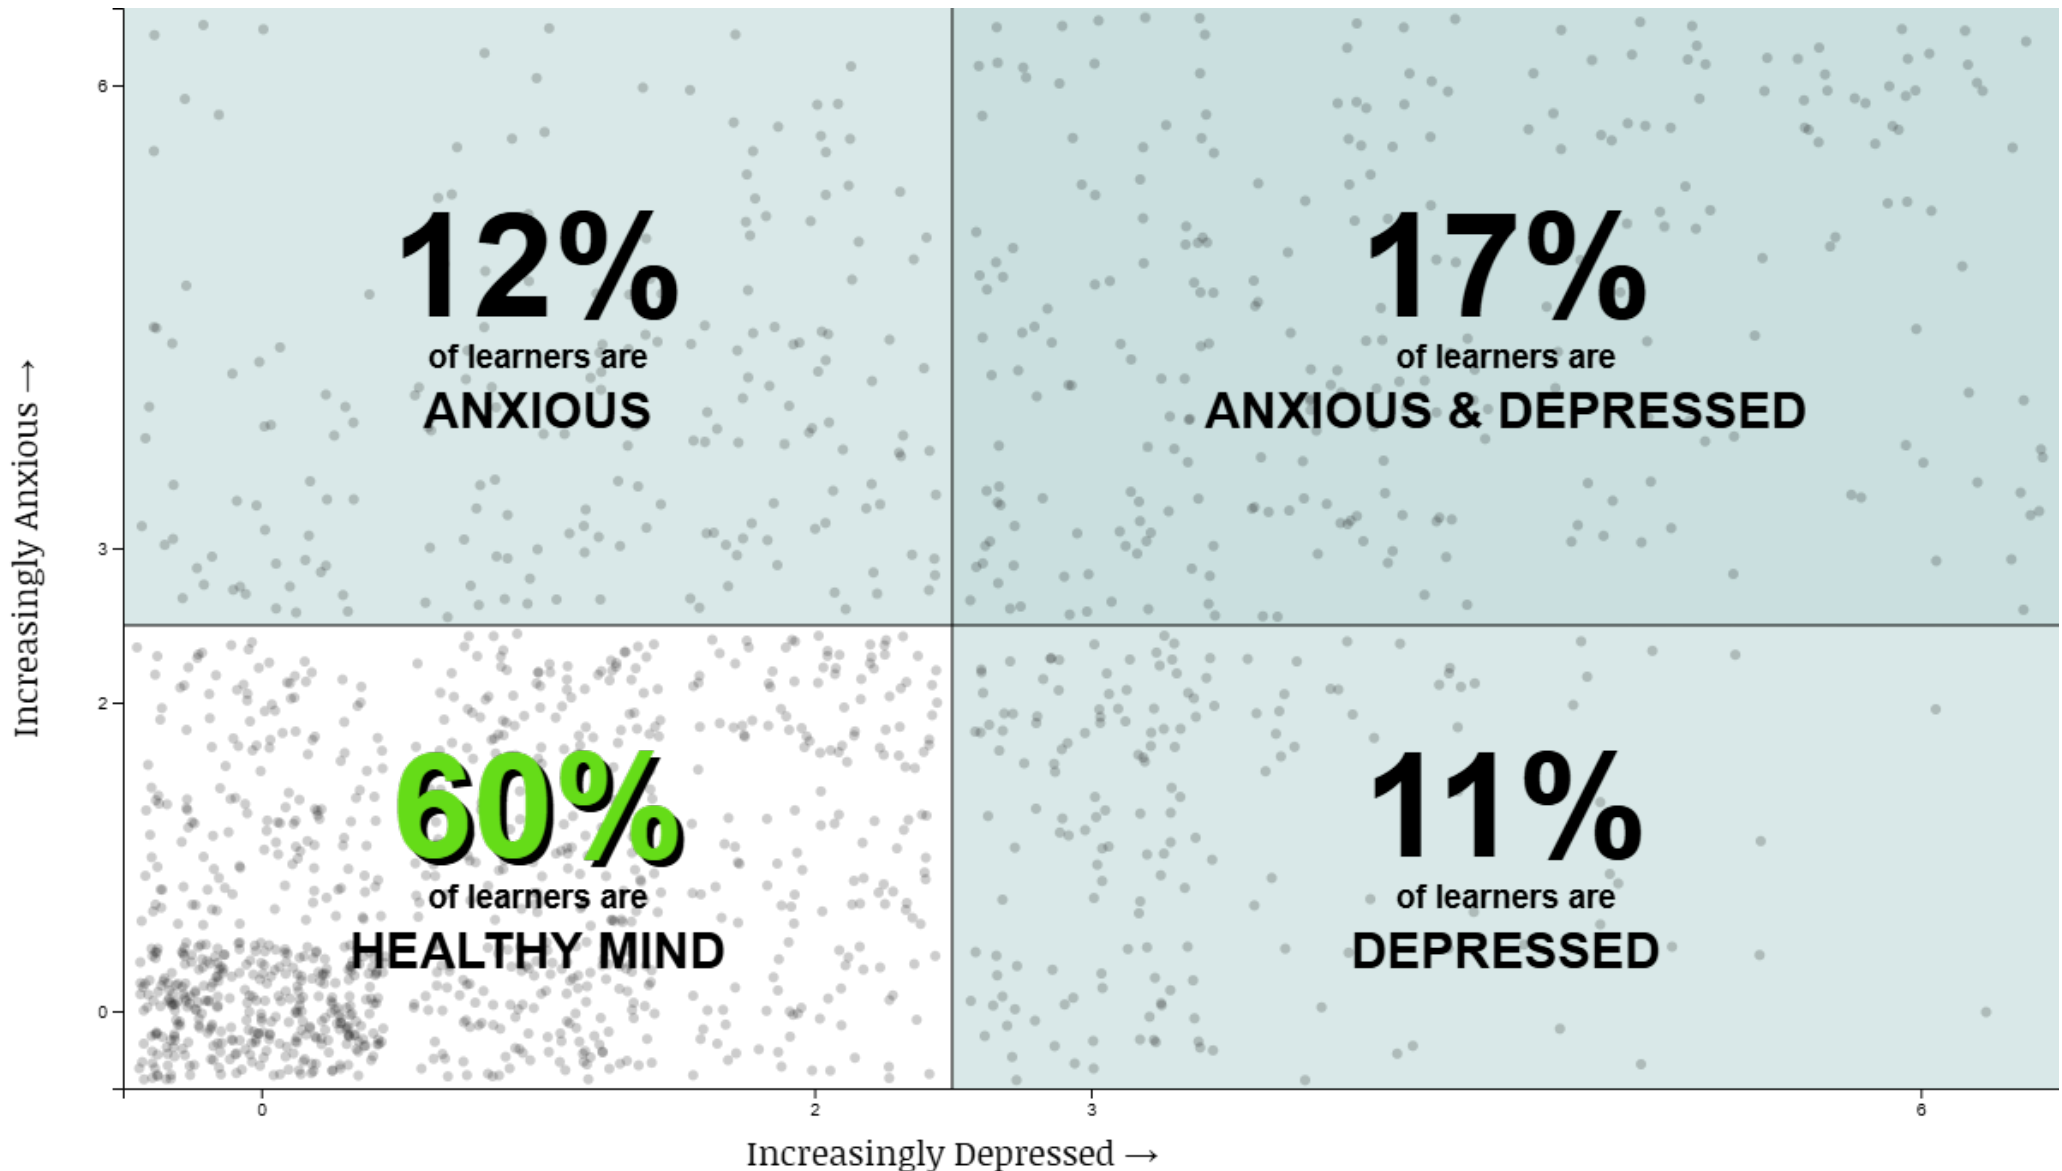 6
3
2
0
Increasingly Anxious →
12%
of learners are
ANXIOUS
17%
of learners are
ANXIOUS & DEPRESSED
60%
of learners are
HEALTHY MIND
11%
of learners are
DEPRESSED
0
2
3
6
Increasingly Depressed →